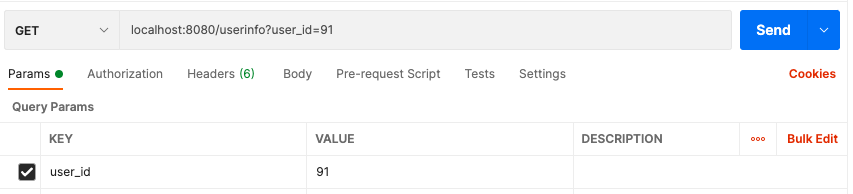 GET localhost:8080/userinfo?user_id=91 Send
Params Authorization Headers (6) Body Pre-request Script Tests Settings Cookies
Query Params
KEY VALUE DESCRIPTION ooo Bulk Edit
user_id 91